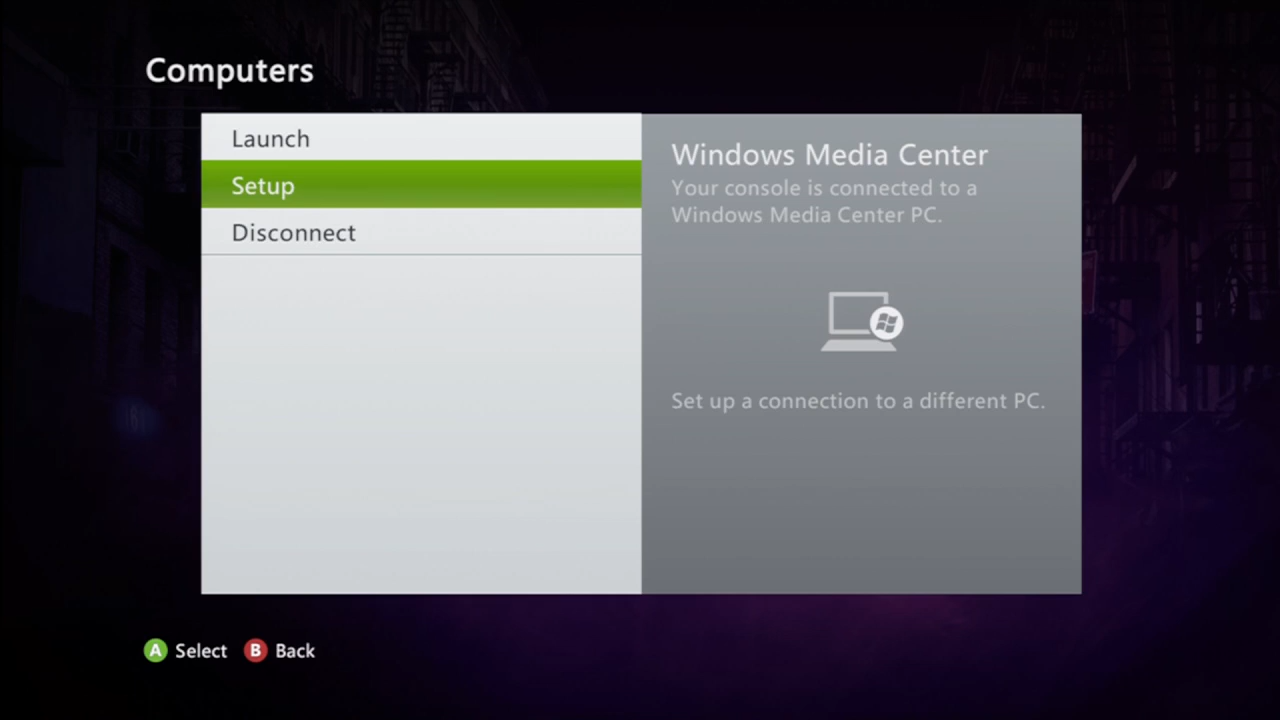 Computers
Launch
Setup
Disconnect
Windows Media Center
Your console is connected to a
Windows Media Center PC.
Set up a connection to a different PC.
A Select B Back